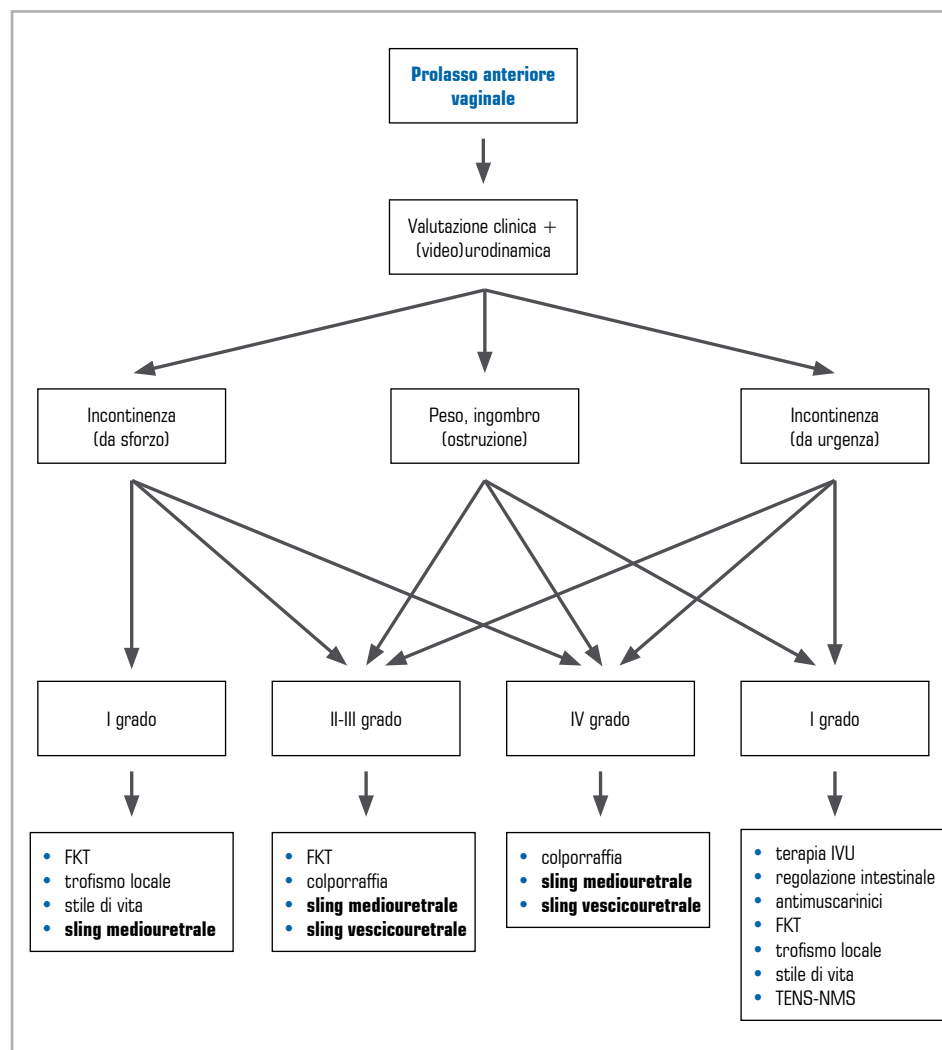 Prolasso anteriore
vaginale
Valutazione clinica +
(video)urodinamica
Incontinenza
(da sforzo)
Peso, ingombro
(ostruzione)
Incontinenza
(da urgenza)
I grado
II-III grado
IV grado
I grado
• FKT
• trofismo locale
• stile di vita
• sling mediouretrale
• FKT
• colporraffia
• sling mediouretrale
• sling vescicouretrale
• colporraffia
• sling mediouretrale
• sling vescicouretrale
• terapia IVU
• regolazione intestinale
• antimuscarinici
• FKT
• trofismo locale
• stile di vita
• TENS-NMS